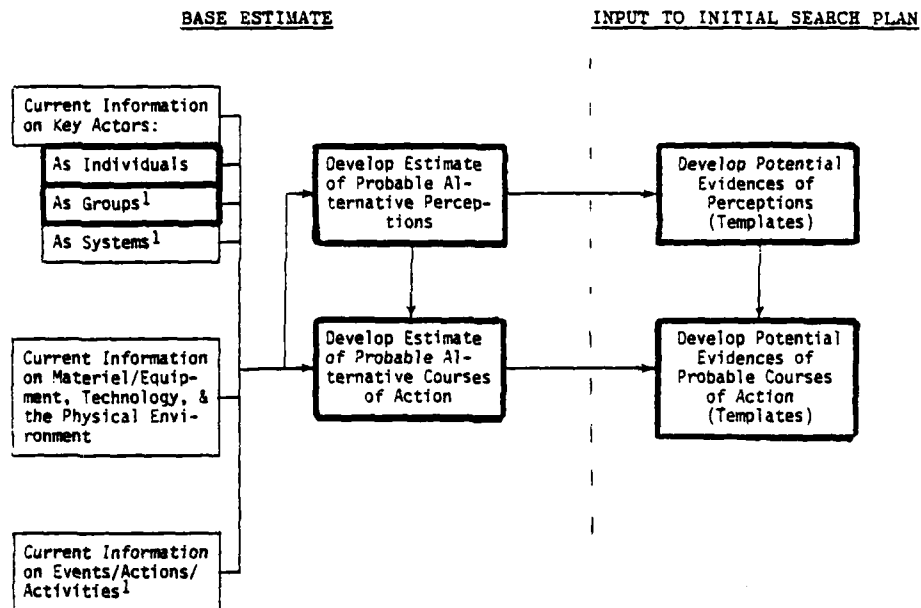 BASE ESTIMATE
INPUT TO INITIAL SEARCH PLAN
Current Information
on Key Actors:
As Individuals
As Groups1
As Systems1
Current Information
on Materiel/Equip-
ment, Technology, &
the Physical Envi-
ronment
Current Information
on Events/Actions/
Activities1
Develop Estimate
of Probable Al-
ternative Percep-
tions
Develop Estimate
of Probable Al-
ternative Courses
of Action
Develop Potential
Evidences of
Perceptions
(Templates)
Develop Potential
Evidences of
Probable Courses
of Action
(Templates)